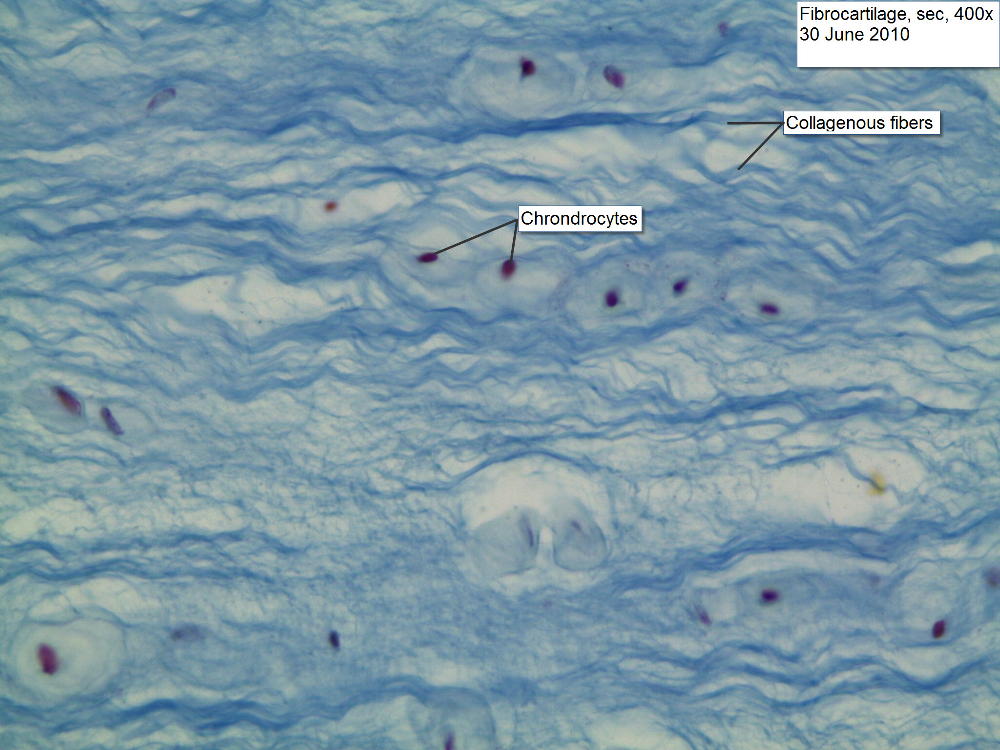 Fibrocartilage, sec, 400x
30 June 2010
Collagenous fibers
Chrondrocytes